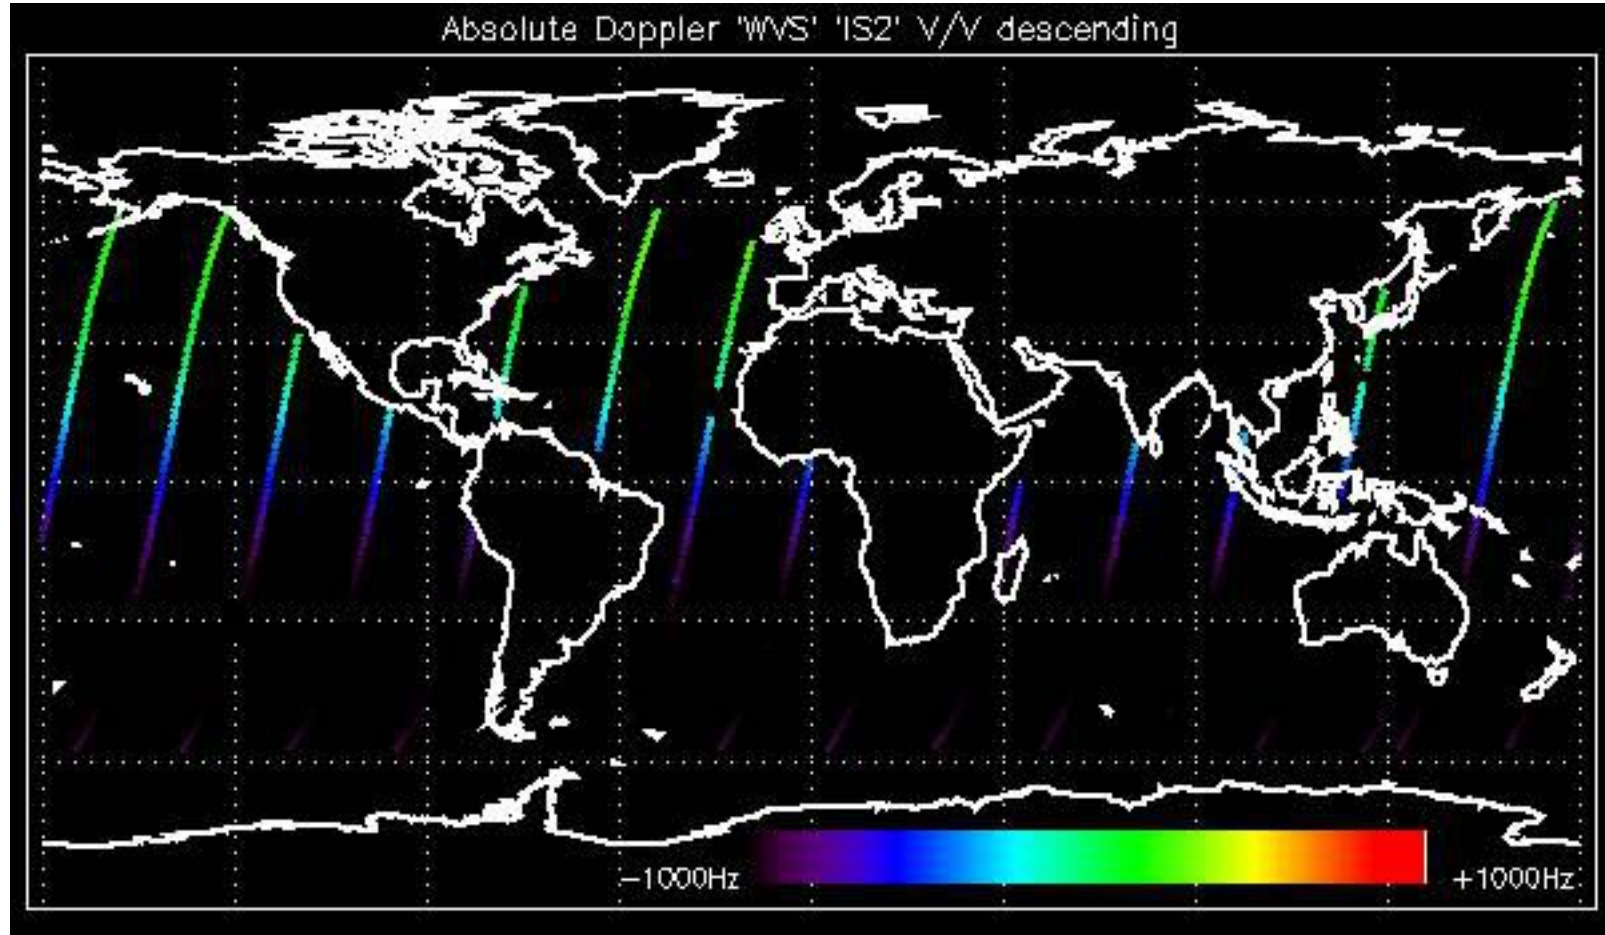 Absolute Doppler 'WVS' 'IS2' V/V descending
−1000Hz
+1000Hz